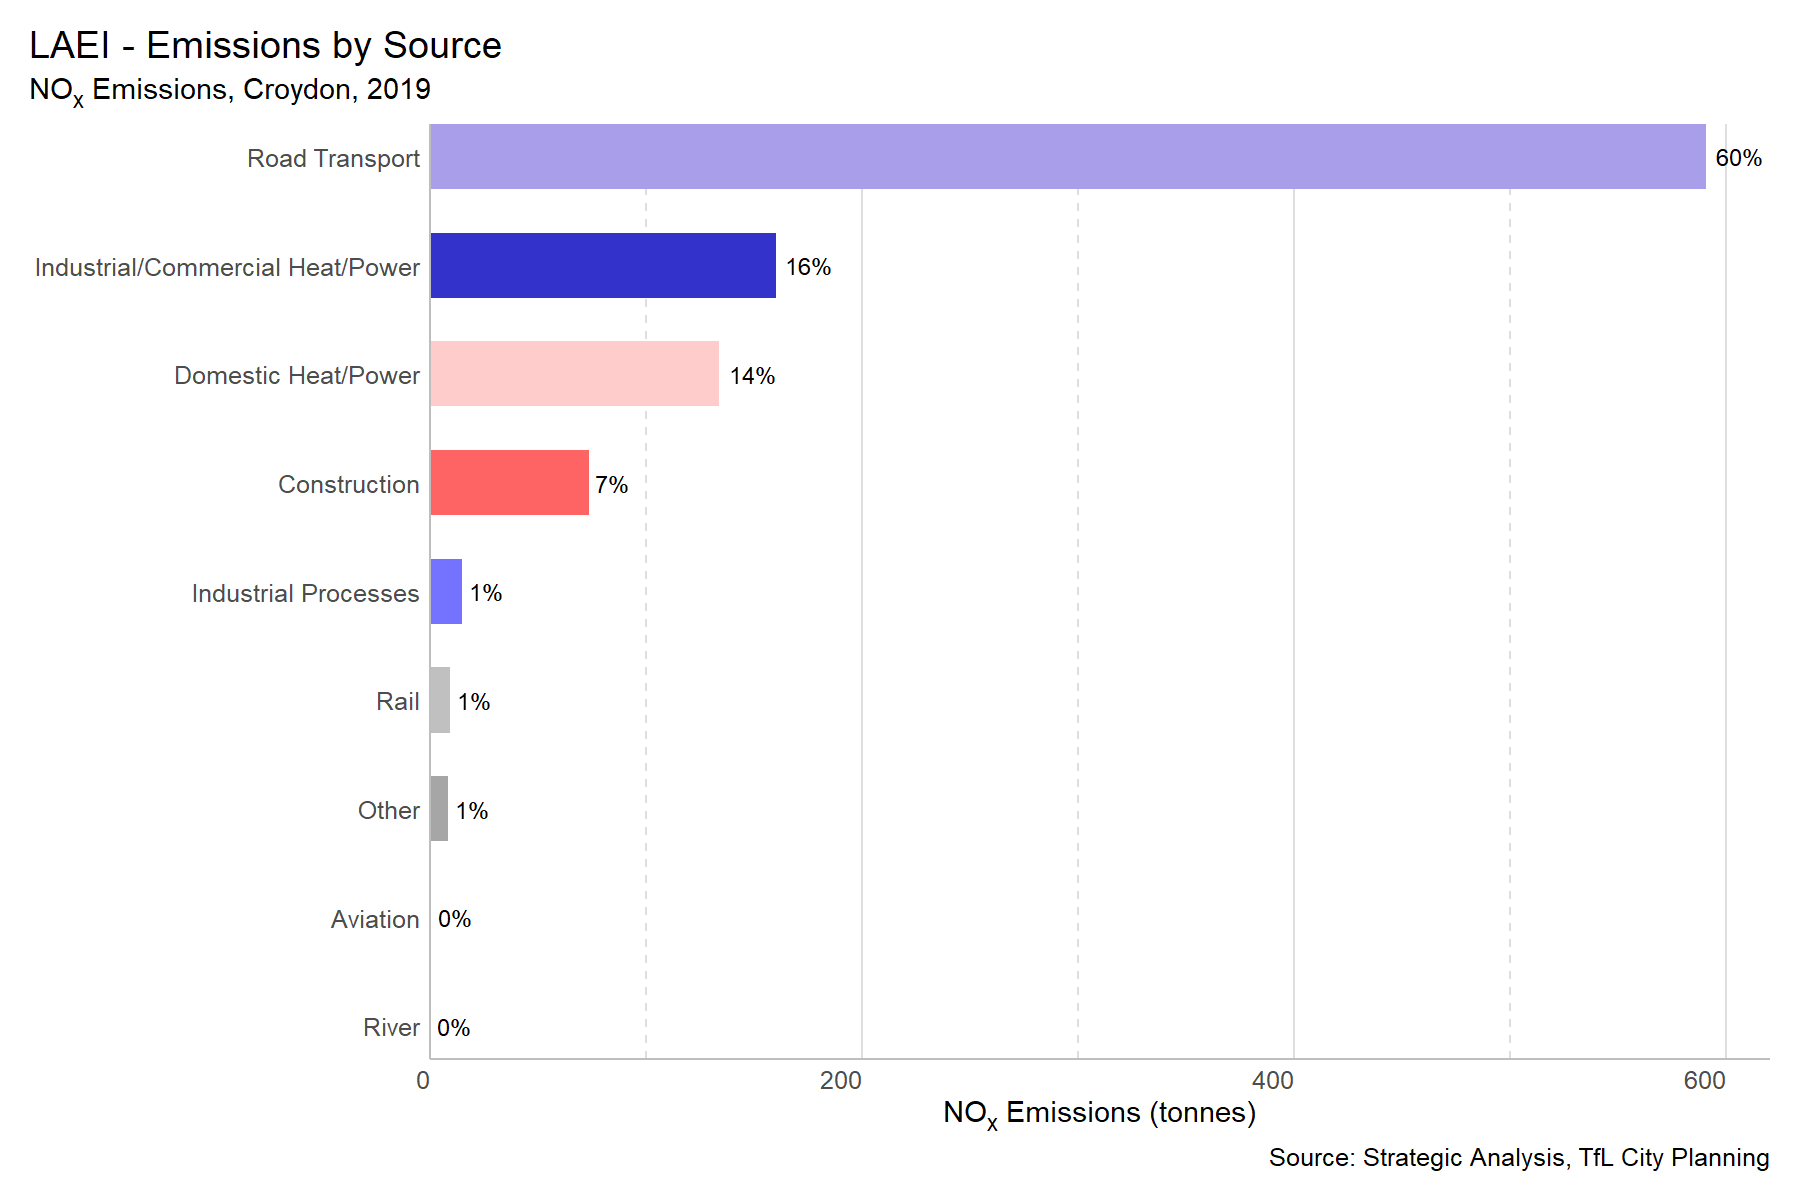 LAEI - Emissions by Source
NOx Emissions, Croydon, 2019
Road Transport 60%
Industrial/Commercial Heat/Power 16%
Domestic Heat/Power 14%
Construction 7%
Industrial Processes 1%
Rail 1%
Other 1%
Aviation 0%
River 0%
0 200 400 600
NOx Emissions (tonnes)
Source: Strategic Analysis, TfL City Planning